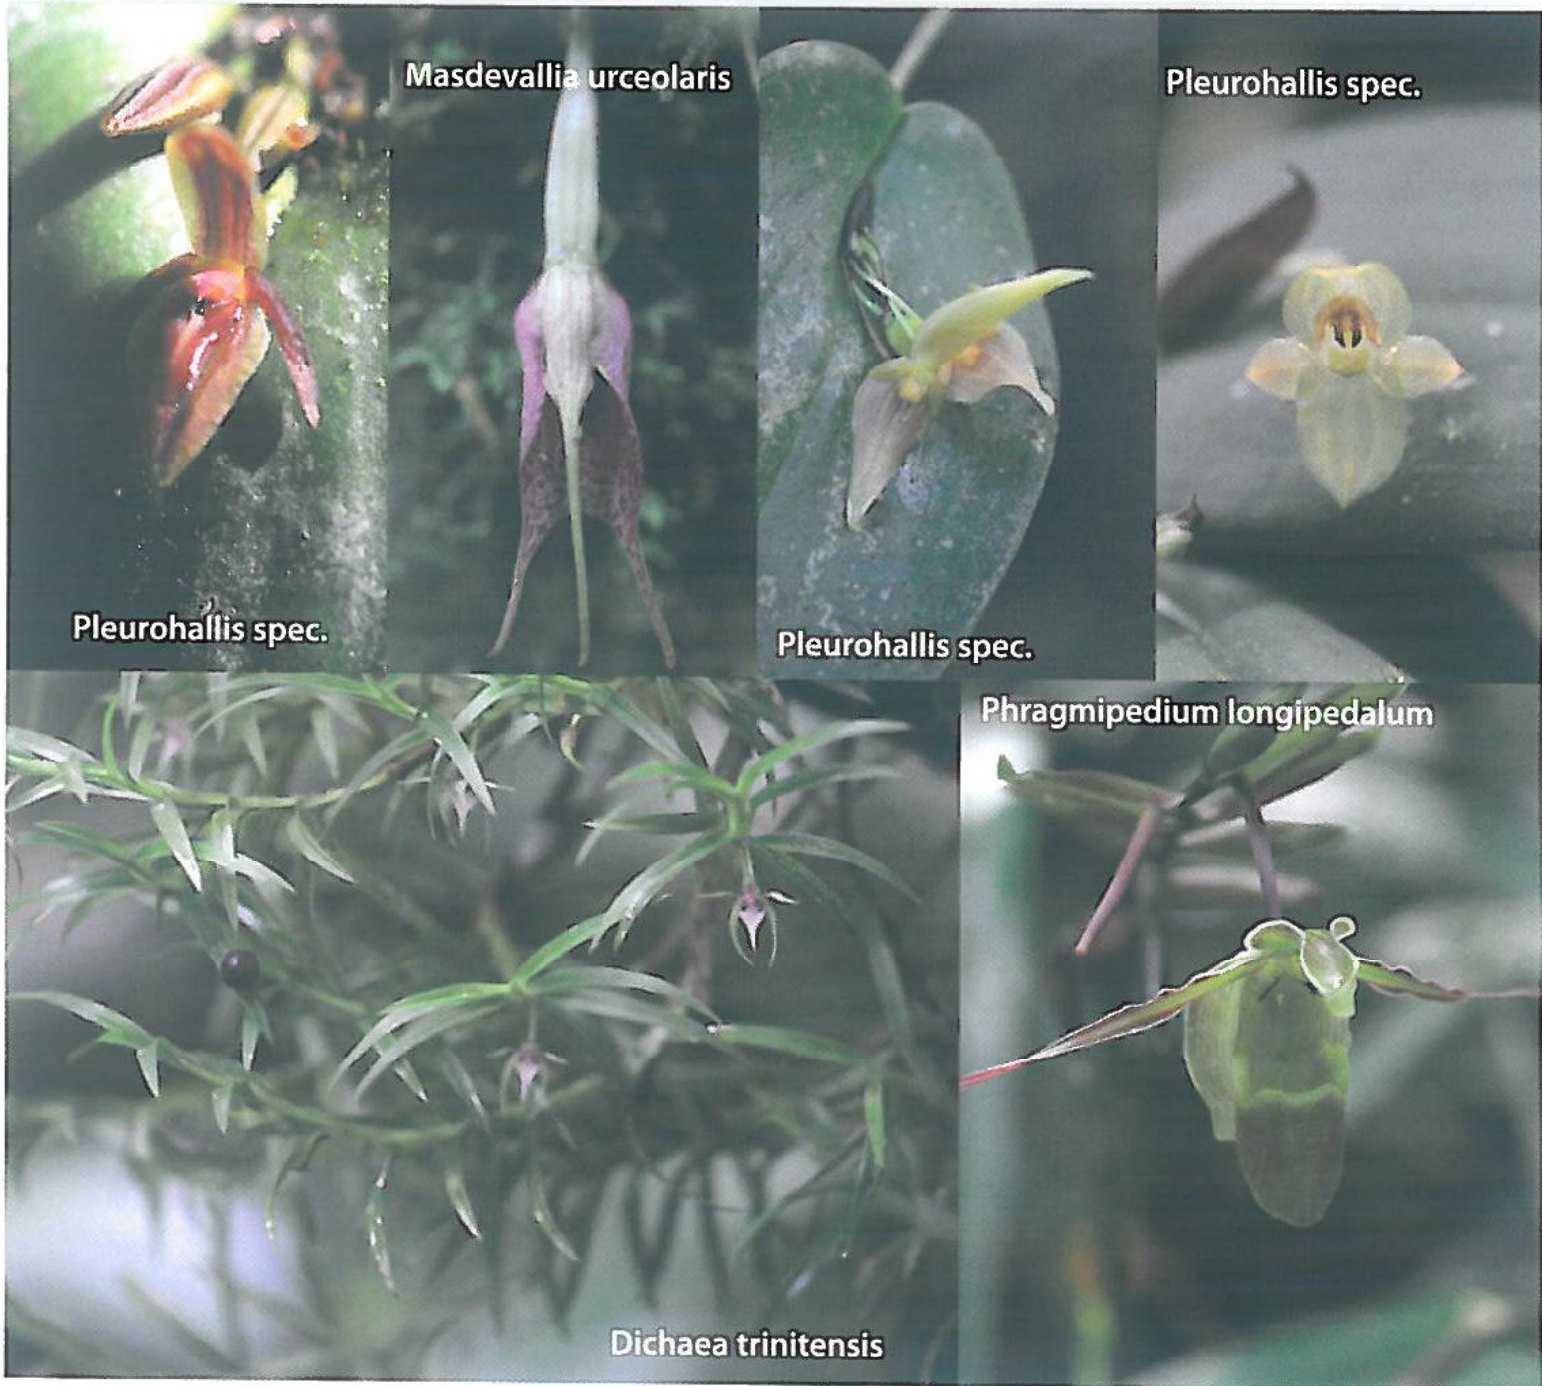 Masdevallia urceolaris
Pleurohallis spec.
Pleurohallis spec.
Pleurohallis spec.
Phragmipedium longipedalum
Dichaea trinitensis